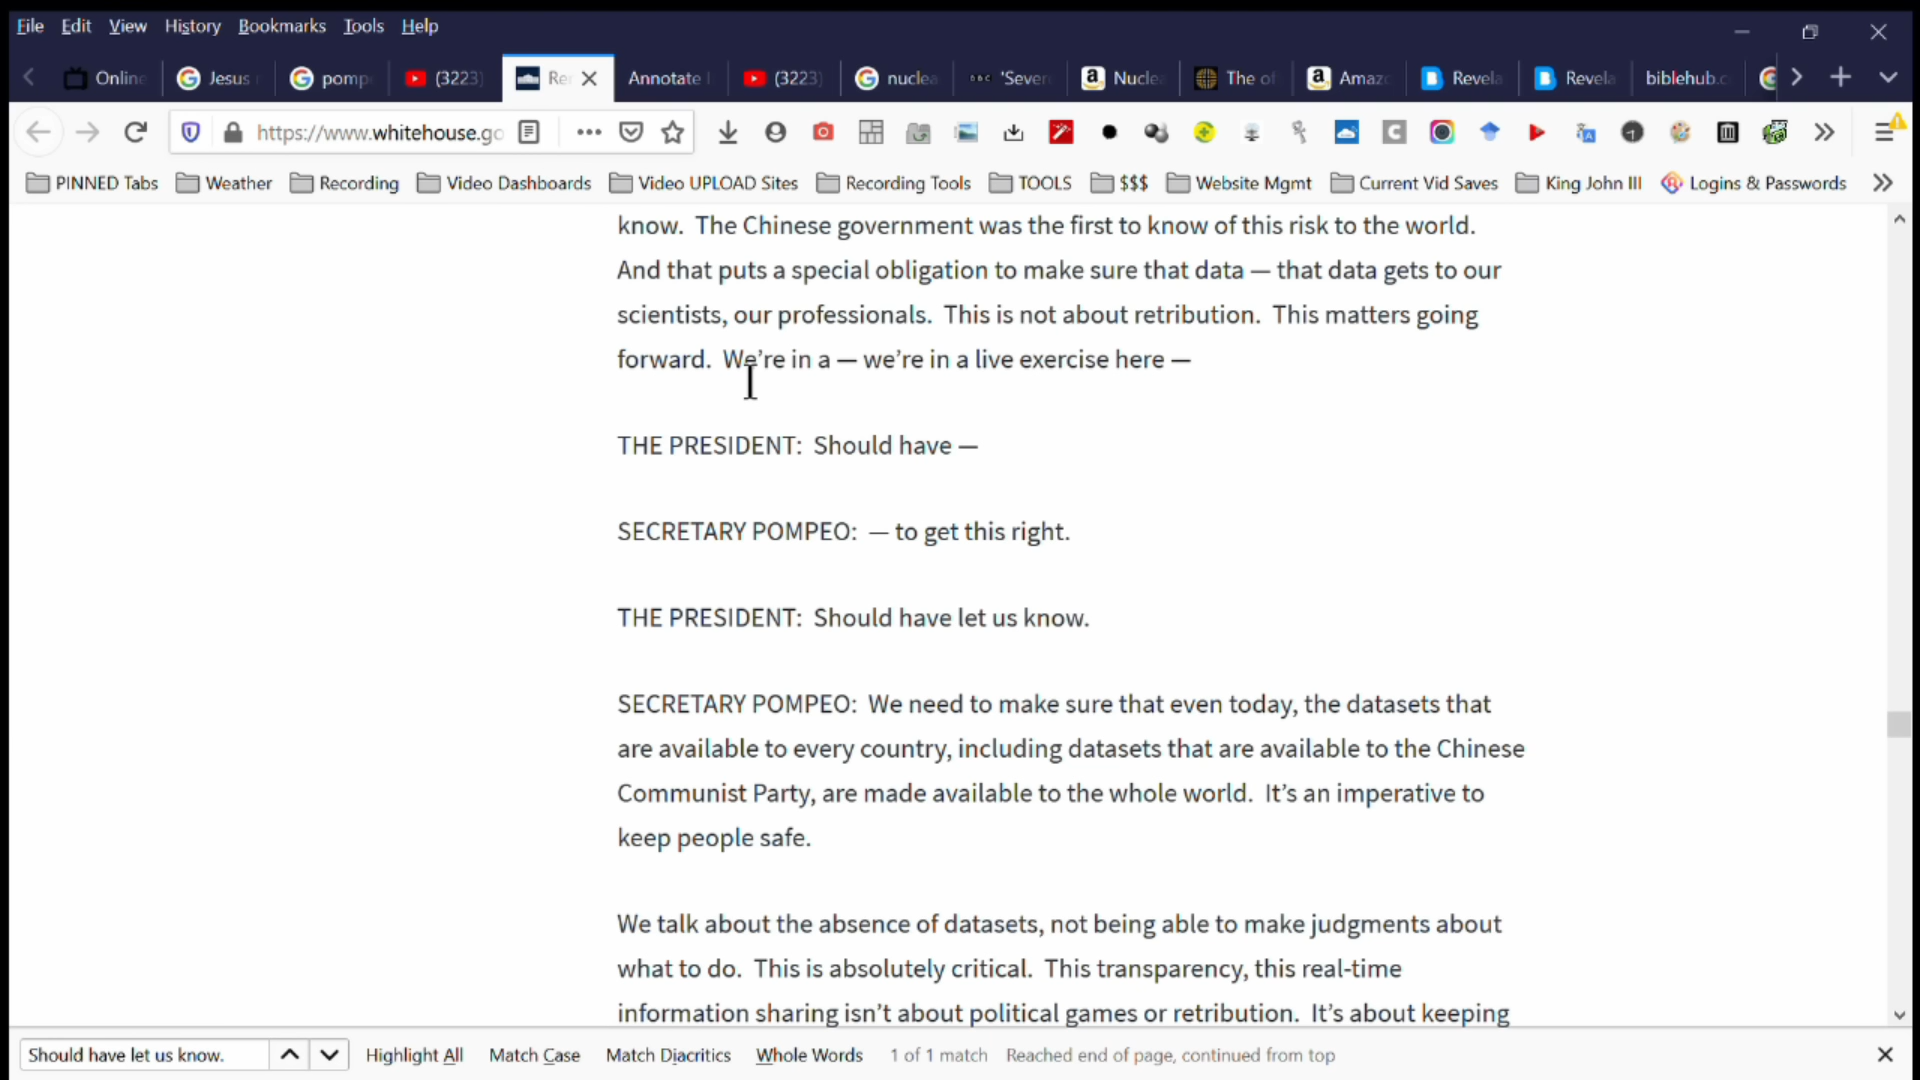 File Edit View History Bookmarks Tools Help
Online Jesus pomp (3223) Re Annotate (3223) nuclea BBC 'Seven Nucle The of Amaz Revela Revela biblehub.c
https://www.whitehouse.go
PINNED Tabs Weather Recording Video Dashboards Video UPLOAD Sites Recording Tools TOOLS $$$ Website Mgmt Current Vid Saves King John III Logins & Passwords
know. The Chinese government was the first to know of this risk to the world.
And that puts a special obligation to make sure that data — that data gets to our
scientists, our professionals. This is not about retribution. This matters going
forward. We’re in a — we’re in a live exercise here —
THE PRESIDENT: Should have —
SECRETARY POMPEO: — to get this right.
THE PRESIDENT: Should have let us know.
SECRETARY POMPEO: We need to make sure that even today, the datasets that
are available to every country, including datasets that are available to the Chinese
Communist Party, are made available to the whole world. It’s an imperative to
keep people safe.
We talk about the absence of datasets, not being able to make judgments about
what to do. This is absolutely critical. This transparency, this real-time
information sharing isn’t about political games or retribution. It’s about keeping
Should have let us know. Highlight All Match Case Match Diacritics Whole Words 1 of 1 match Reached end of page, continued from top